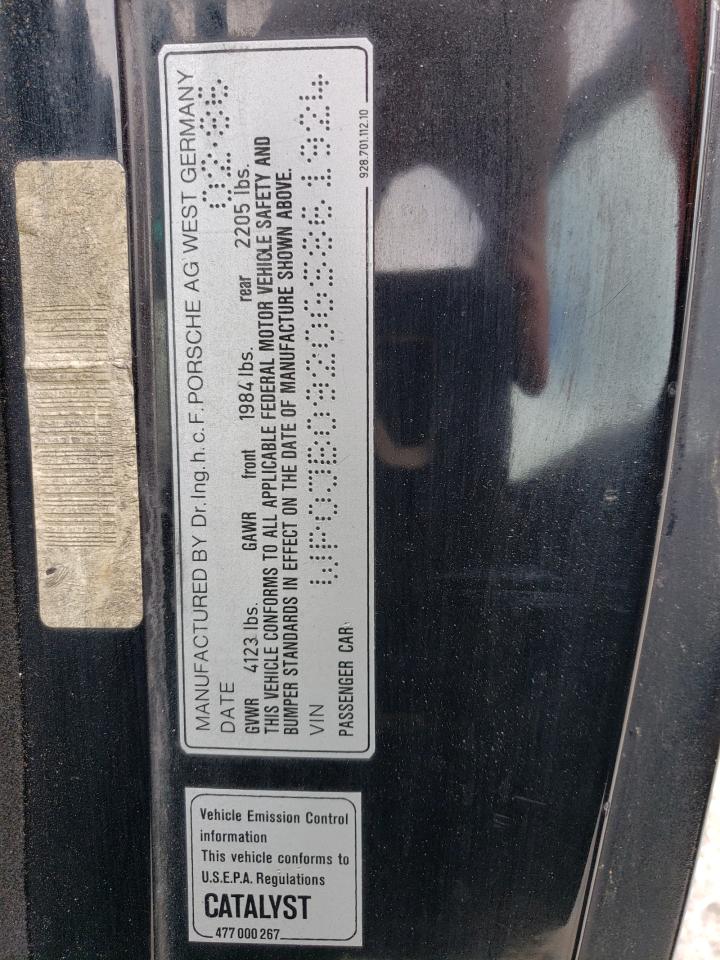 MANUFACTURED BY Dr. Ing. h. c. F. PORSCHE AG WEST GERMANY
DATE 02-86
GVWR 4123 lbs. GAWR front 1984 lbs. rear 2205 lbs.
THIS VEHICLE CONFORMS TO ALL APPLICABLE FEDERAL MOTOR VEHICLE SAFETY AND
BUMPER STANDARDS IN EFFECT ON THE DATE OF MANUFACTURE SHOWN ABOVE.
VIN WP0JB0920GS861924
PASSENGER CAR
928.701.112.10
Vehicle Emission Control
information
This vehicle conforms to
U.S.E.P.A. Regulations
CATALYST
477 000 267